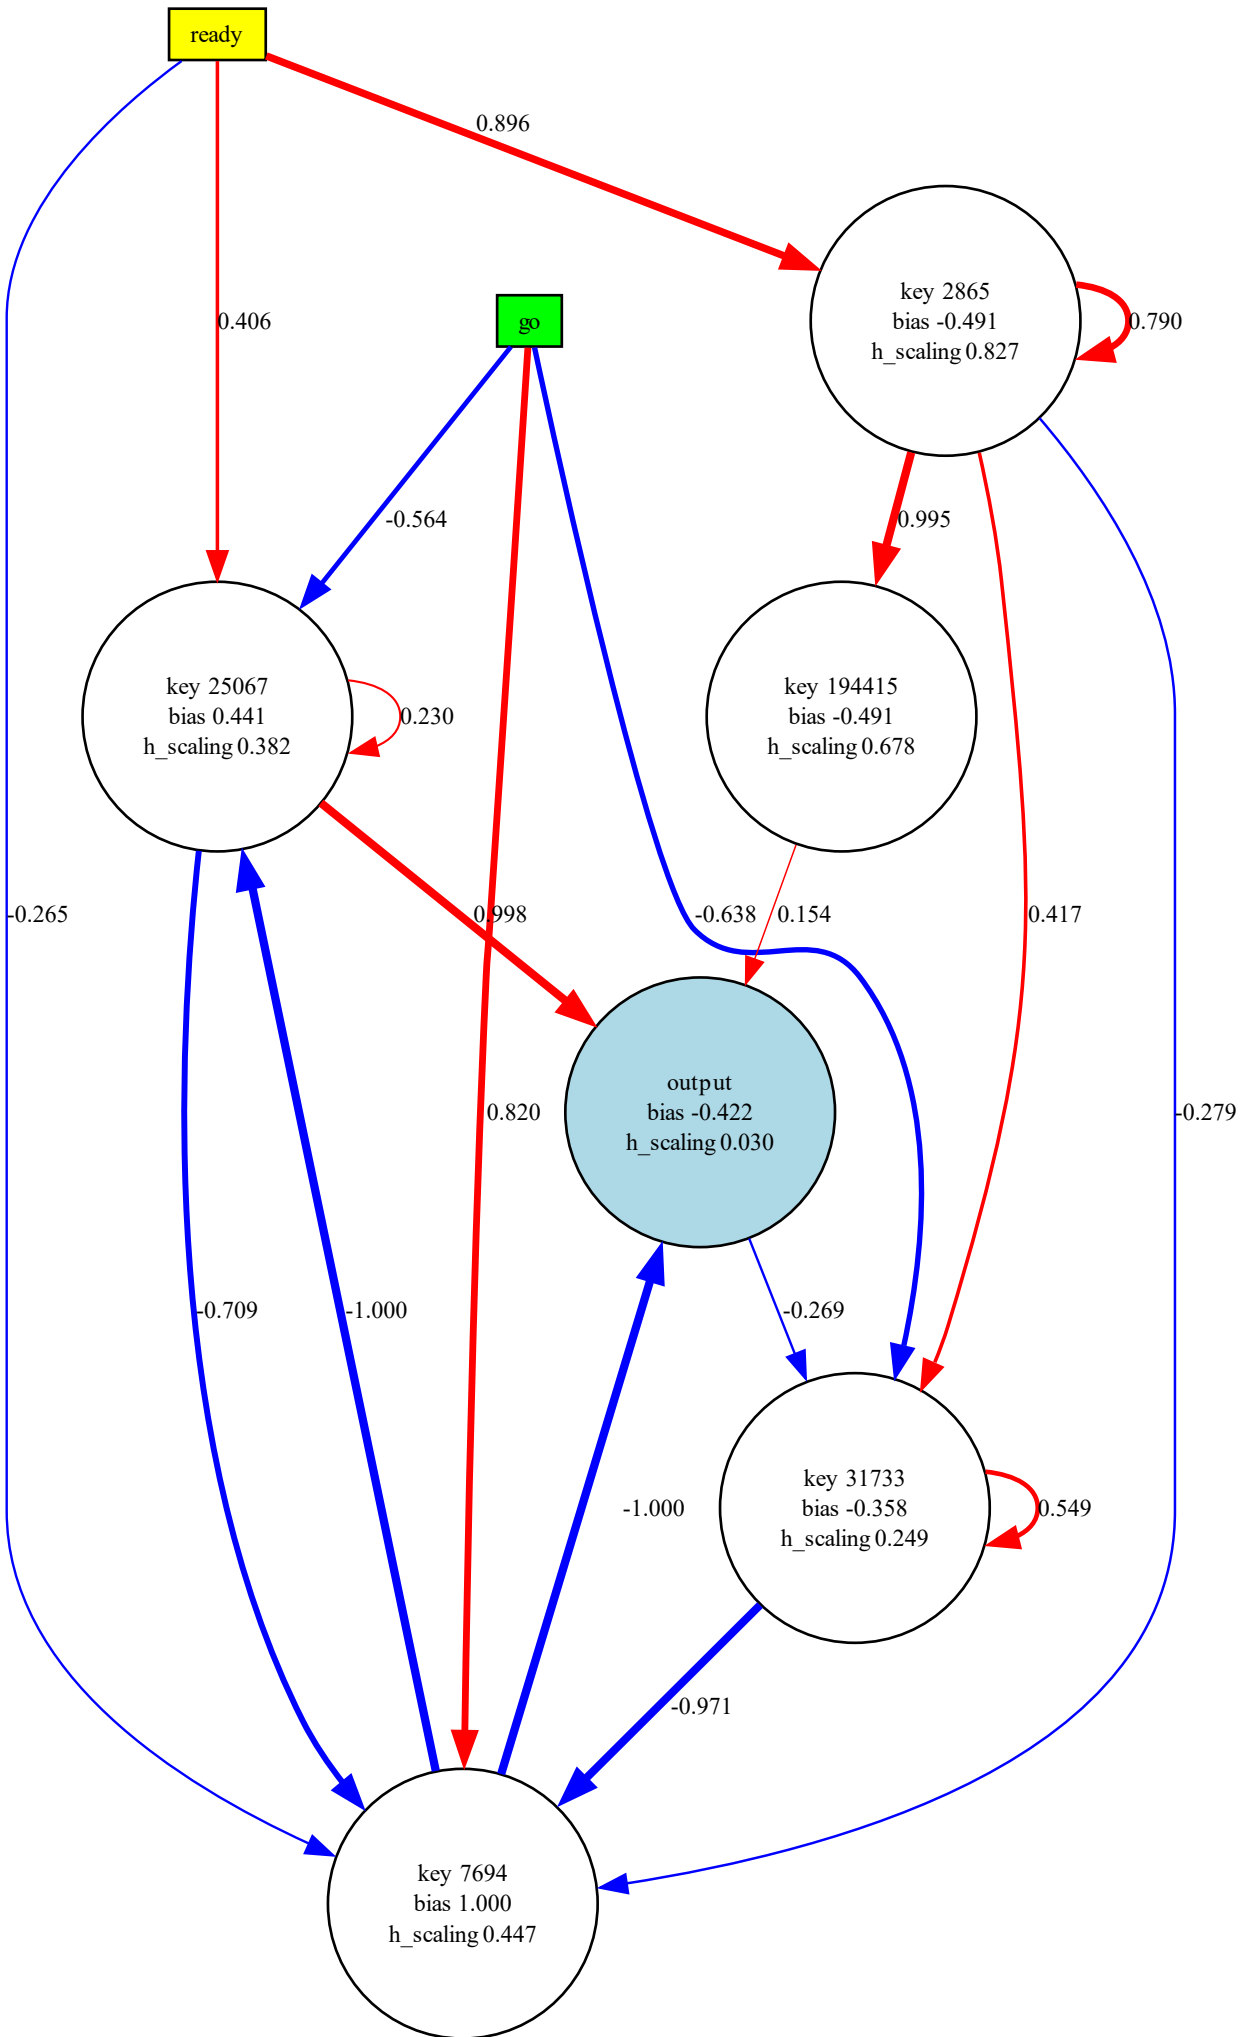 ready
0.896
key 2865
bias -0.491
h_scaling 0.827
0.790
go
0.406
-0.564
0.995
key 25067
bias 0.441
h_scaling 0.382
0.230
key 194415
bias -0.491
h_scaling 0.678
-0.265
0.998
-0.638
0.154
0.417
output
bias -0.422
h_scaling 0.030
0.820
-0.279
-0.709
-1.000
-0.269
-1.000
key 31733
bias -0.358
h_scaling 0.249
0.549
-0.971
key 7694
bias 1.000
h_scaling 0.447